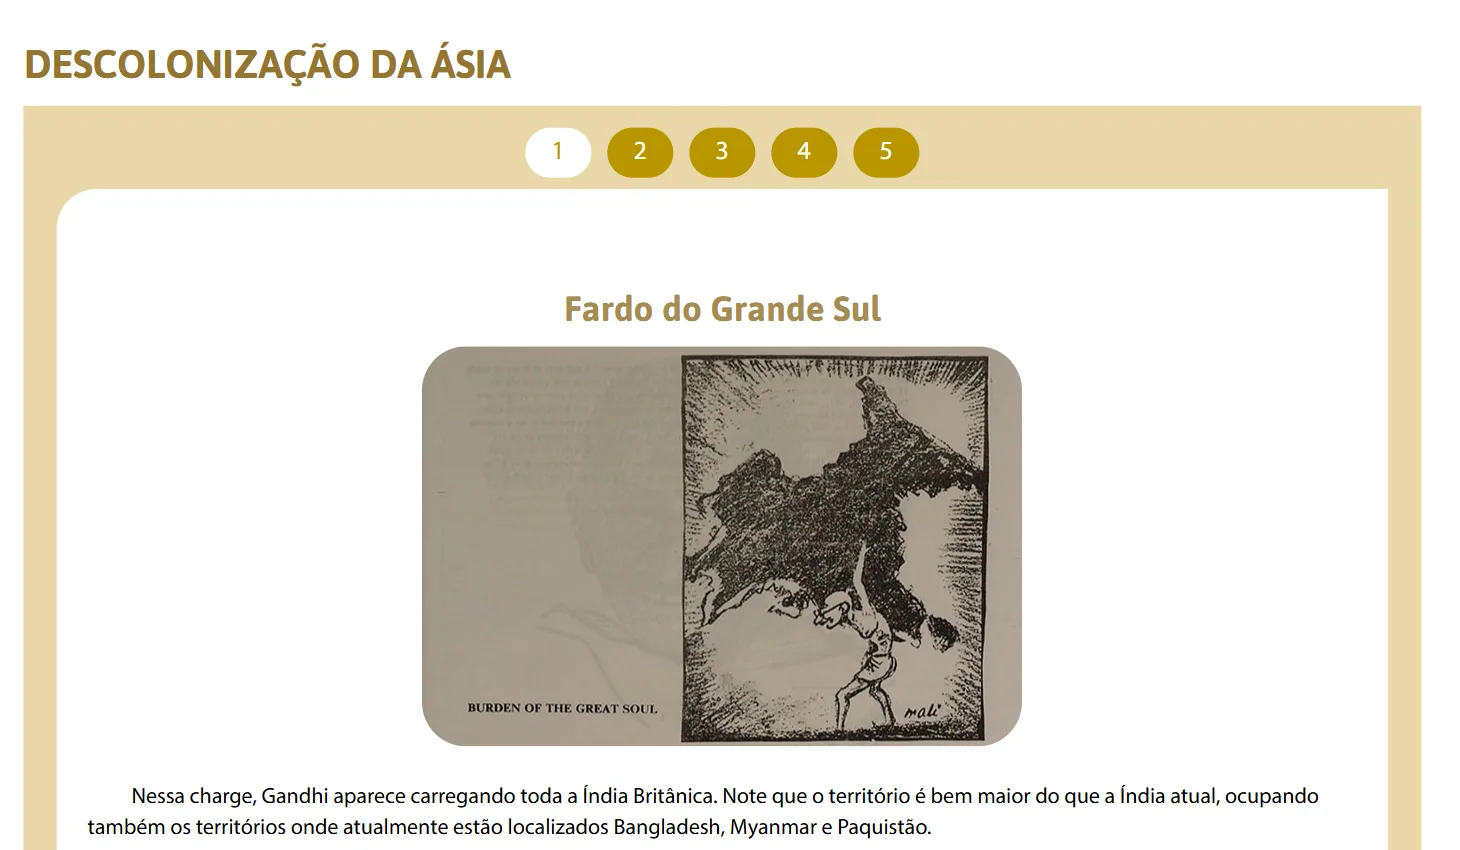 DESCOLONIZAÇÃO DA ÁSIA
1 2 3 4 5
Fardo do Grande Sul
BURDEN OF THE GREAT SOUL
mali
Nessa charge, Gandhi aparece carregando toda a Índia Britânica. Note que o território é bem maior do que a Índia atual, ocupando
também os territórios onde atualmente estão localizados Bangladesh, Myanmar e Paquistão.